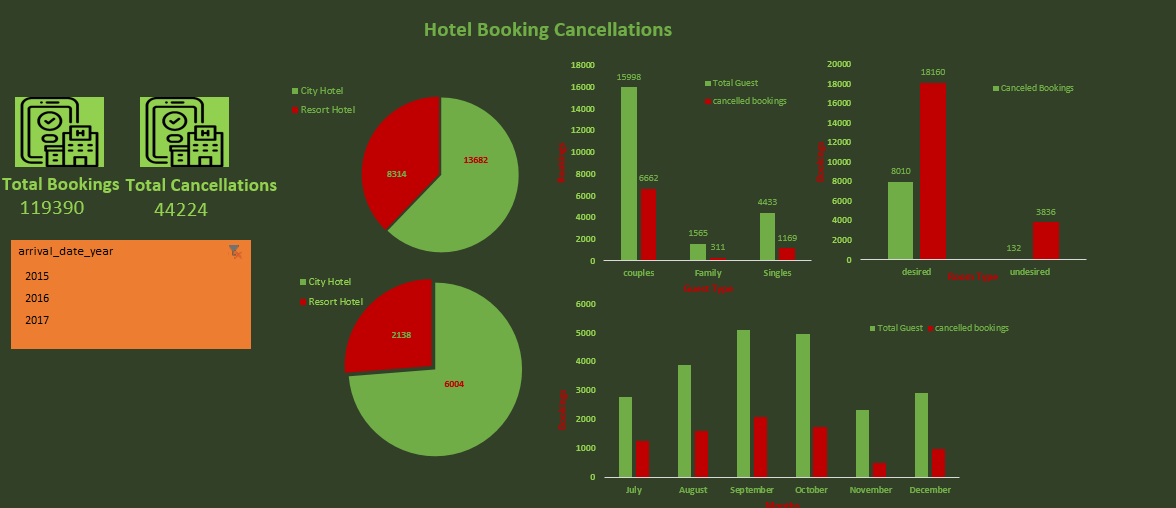 Hotel Booking Cancellations
Total Bookings
119390
Total Cancellations
44224
arrival_date_year
2015
2016
2017
City Hotel
Resort Hotel
8314
13682
City Hotel
Resort Hotel
2138
6004
18000
16000
14000
12000
10000
8000
6000
4000
2000
0
Bookings
15998
6662
1565
311
4433
1169
Total Guest
cancelled bookings
couples
Family
Singles
20000
18000
16000
14000
12000
10000
8000
6000
4000
2000
0
8010
18160
132
3836
Canceled Bookings
desired
undesired
6000
5000
4000
3000
2000
1000
0
Bookings
Total Guest
cancelled bookings
July
August
September
October
November
December